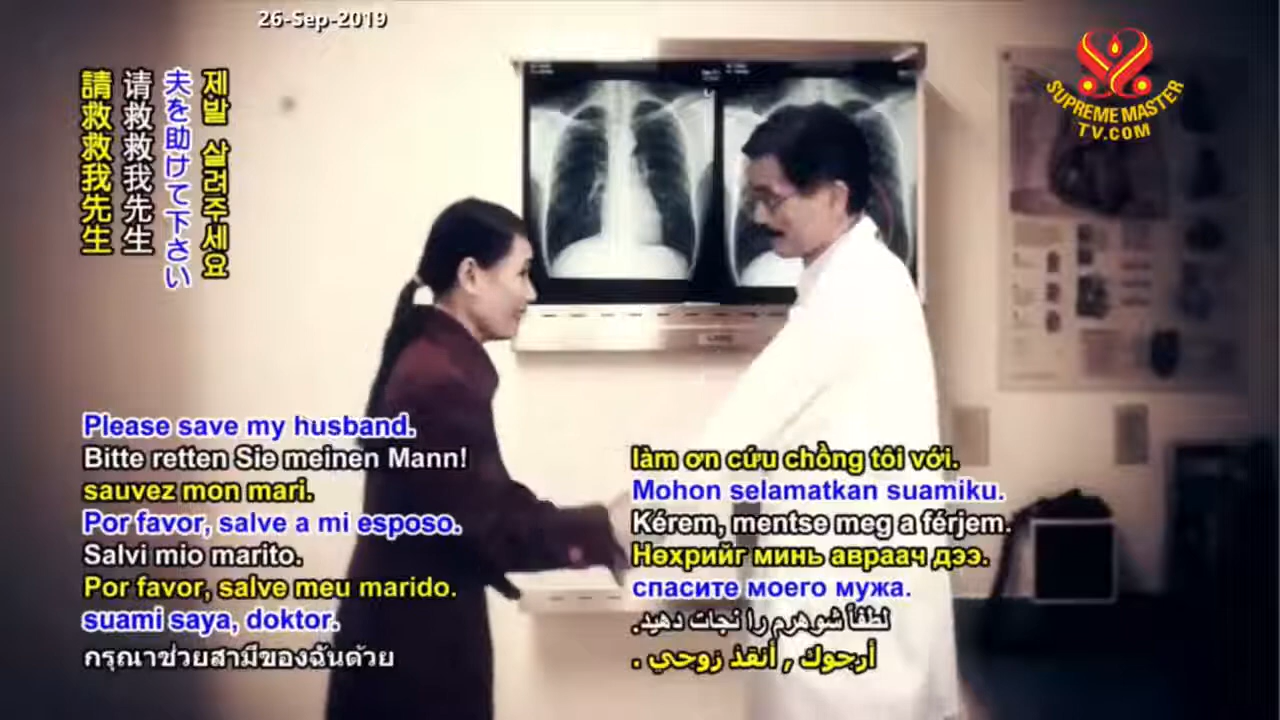 26-Sep-2019
SUPREME MASTER
TV.COM
제발 살려주세요
夫を助けて下さい
请救救我先生
請救救我先生
Please save my husband.
Bitte retten Sie meinen Mann!
sauvez mon mari.
Por favor, salve a mi esposo.
Salvi mio marito.
Por favor, salve meu marido.
suami saya, doktor.
กรุณาช่วยสามีของฉันด้วย
làm ơn cứu chồng tôi với.
Mohon selamatkan suamiku.
Kérem, mentse meg a férjem.
Нөхрийг минь авраач дээ.
спасите моего мужа.
لطفاً شوهرم را نجات دهید.
أرجوك , أنقذ زوجي .